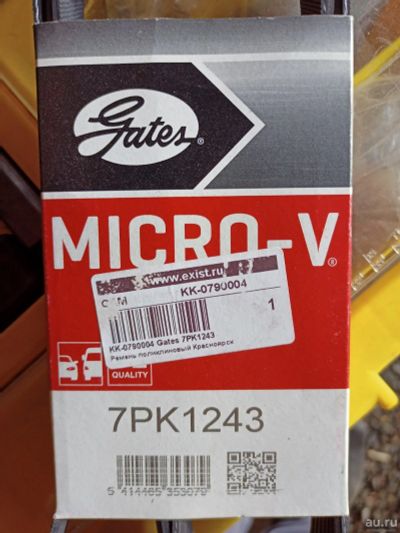 Gates®
MICRO-V®
www.exist.ru
KK-0790004
1
KK-0790004 Gates 7PK1243
Ремень поликлиновый Красноярск
QUALITY
7PK1243
5 414465 353079
au.ru